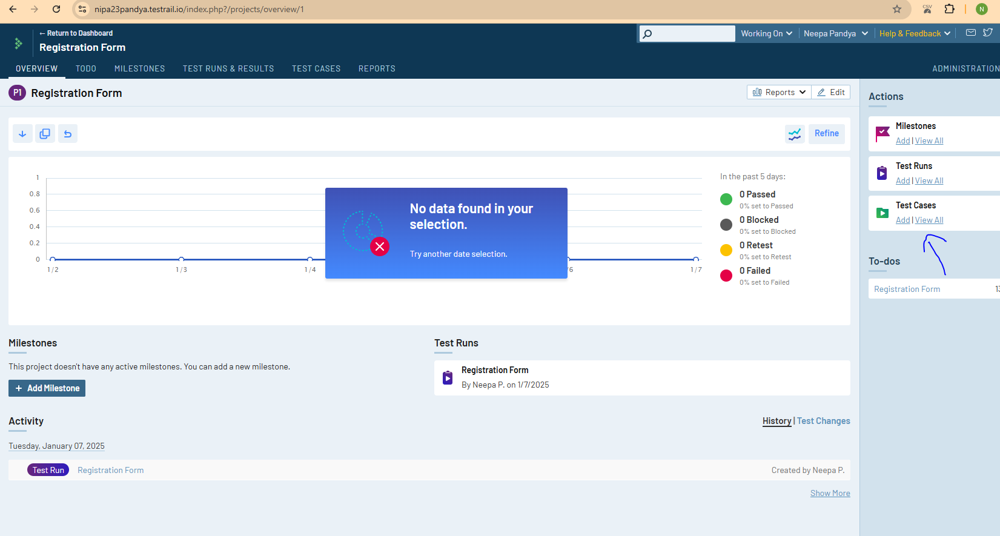 nipa23pandya.testrail.io/index.php?/projects/overview/1
CSV
N
← Return to Dashboard
Registration Form
Working On
Neepa Pandya
Help & Feedback
OVERVIEW TODO MILESTONES TEST RUNS & RESULTS TEST CASES REPORTS ADMINISTRATION
P1 Registration Form
Reports
Edit
Refine
1
0.8
0.6
0.4
0.2
0
1/2 1/3 1/4 /6 1/7
No data found in your
selection.
Try another date selection.
In the past 5 days:
0 Passed
0% set to Passed
0 Blocked
0% set to Blocked
0 Retest
0% set to Retest
0 Failed
0% set to Failed
Actions
Milestones
Add | View All
Test Runs
Add | View All
Test Cases
Add | View All
To-dos
Registration Form 13
Milestones
This project doesn't have any active milestones. You can add a new milestone.
+ Add Milestone
Test Runs
Registration Form
By Neepa P. on 1/7/2025
Activity
History | Test Changes
Tuesday, January 07, 2025
Test Run Registration Form Created by Neepa P.
Show More